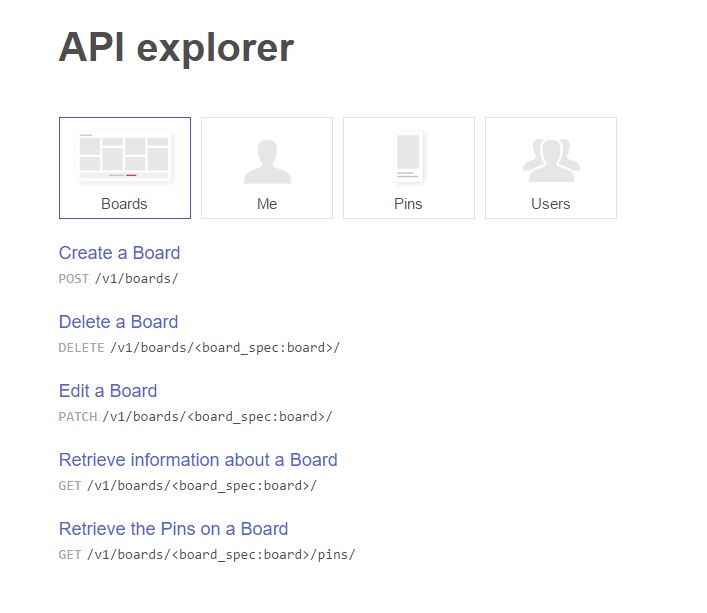 API explorer
Boards
Me
Pins
Users
Create a Board
POST /v1/boards/
Delete a Board
DELETE /v1/boards/<board_spec:board>/
Edit a Board
PATCH /v1/boards/<board_spec:board>/
Retrieve information about a Board
GET /v1/boards/<board_spec:board>/
Retrieve the Pins on a Board
GET /v1/boards/<board_spec:board>/pins/